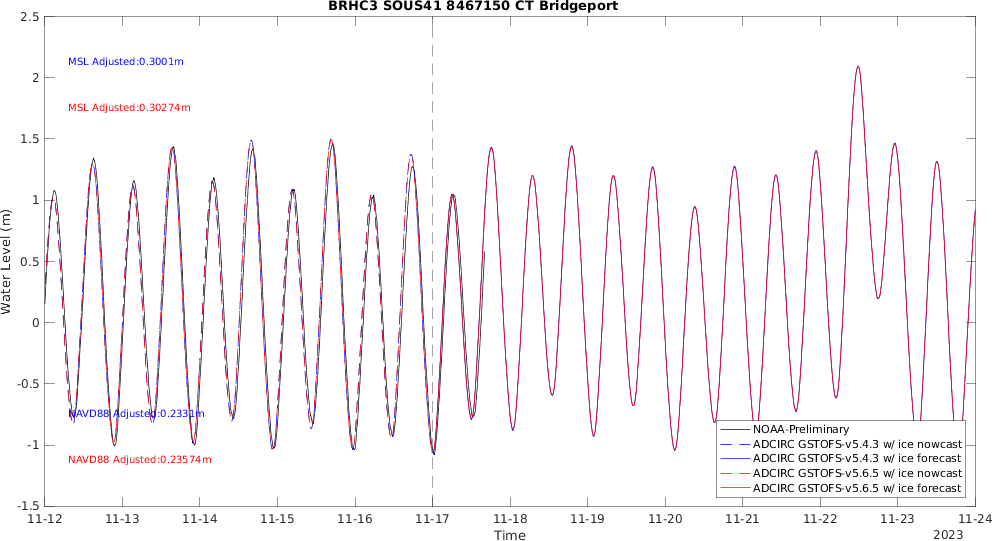 BRHC3 SOUS41 8467150 CT Bridgeport
2.5
2
1.5
1
0.5
0
-0.5
-1
-1.5
Water Level (m)
MSL Adjusted:0.3001m
MSL Adjusted:0.30274m
NAVD88 Adjusted:0.2331m
NAVD88 Adjusted:0.23574m
NOAA-Preliminary
ADCIRC GSTOFS-v5.4.3 w/ ice nowcast
ADCIRC GSTOFS-v5.4.3 w/ ice forecast
ADCIRC GSTOFS-v5.6.5 w/ ice nowcast
ADCIRC GSTOFS-v5.6.5 w/ ice forecast
11-12 11-13 11-14 11-15 11-16 11-17 11-18 11-19 11-20 11-21 11-22 11-23 11-24
Time
2023